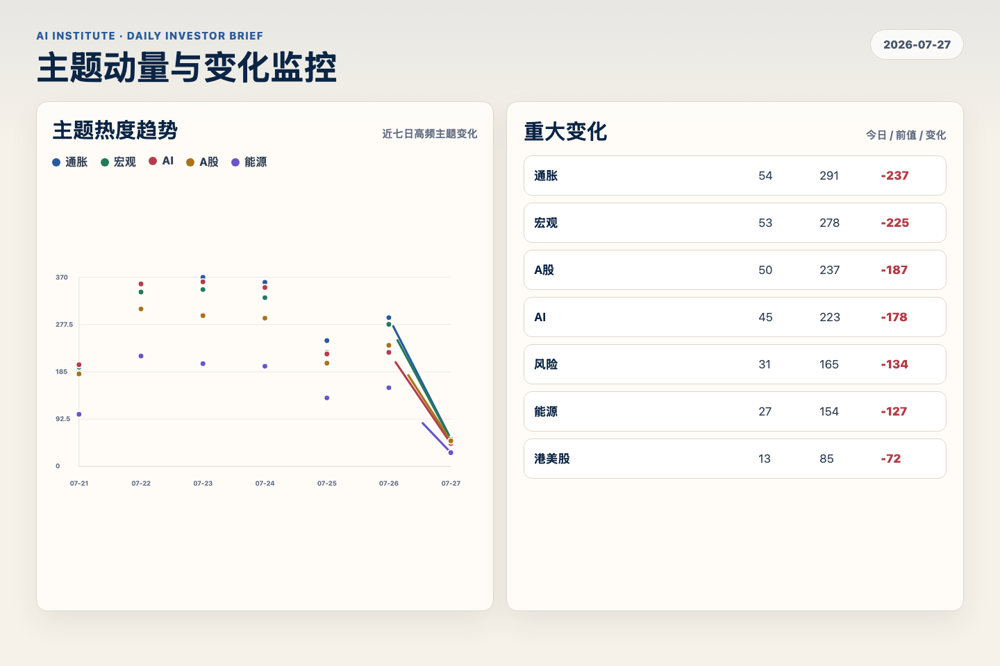 AI INSTITUTE · DAILY INVESTOR BRIEF
主题动量与变化监控
2026-07-27
主题热度趋势
近七日高频主题变化
通胀 宏观 AI A股 能源
370
277.5
185
92.5
0
07-21 07-22 07-23 07-24 07-25 07-26 07-27
重大变化
今日 / 前值 / 变化
通胀 54 291 -237
宏观 53 278 -225
A股 50 237 -187
AI 45 223 -178
风险 31 165 -134
能源 27 154 -127
港美股 13 85 -72